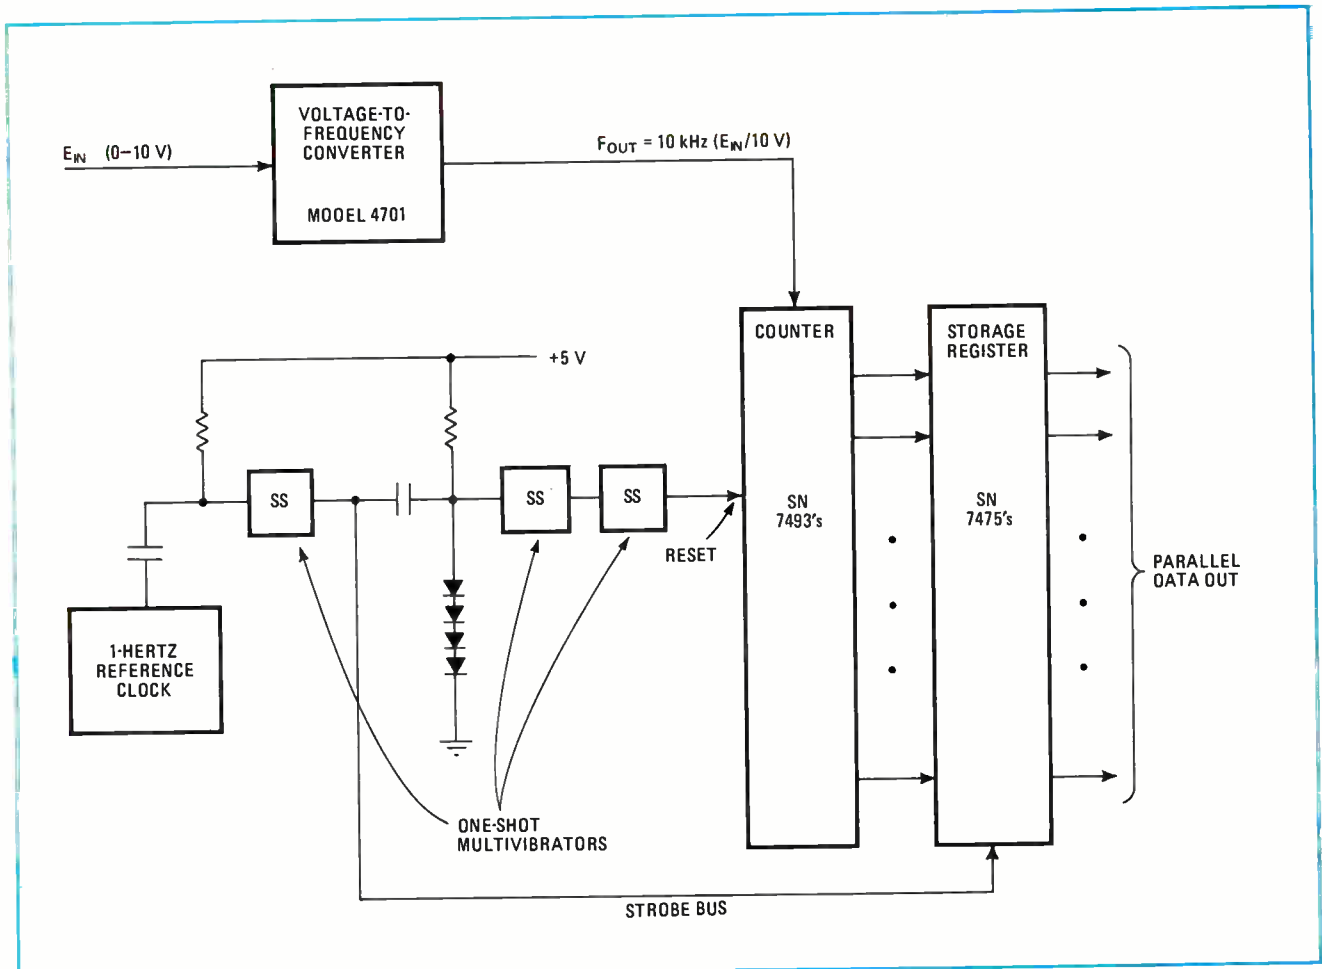 VOLTAGE-TO-
FREQUENCY
CONVERTER
MODEL 4701
EIN (0–10 V)
FOUT = 10 kHz (EIN/10 V)
COUNTER
SN
7493's
STORAGE
REGISTER
SN
7475's
+5 V
SS
SS
SS
RESET
PARALLEL
DATA OUT
1-HERTZ
REFERENCE
CLOCK
ONE-SHOT
MULTIVIBRATORS
STROBE BUS